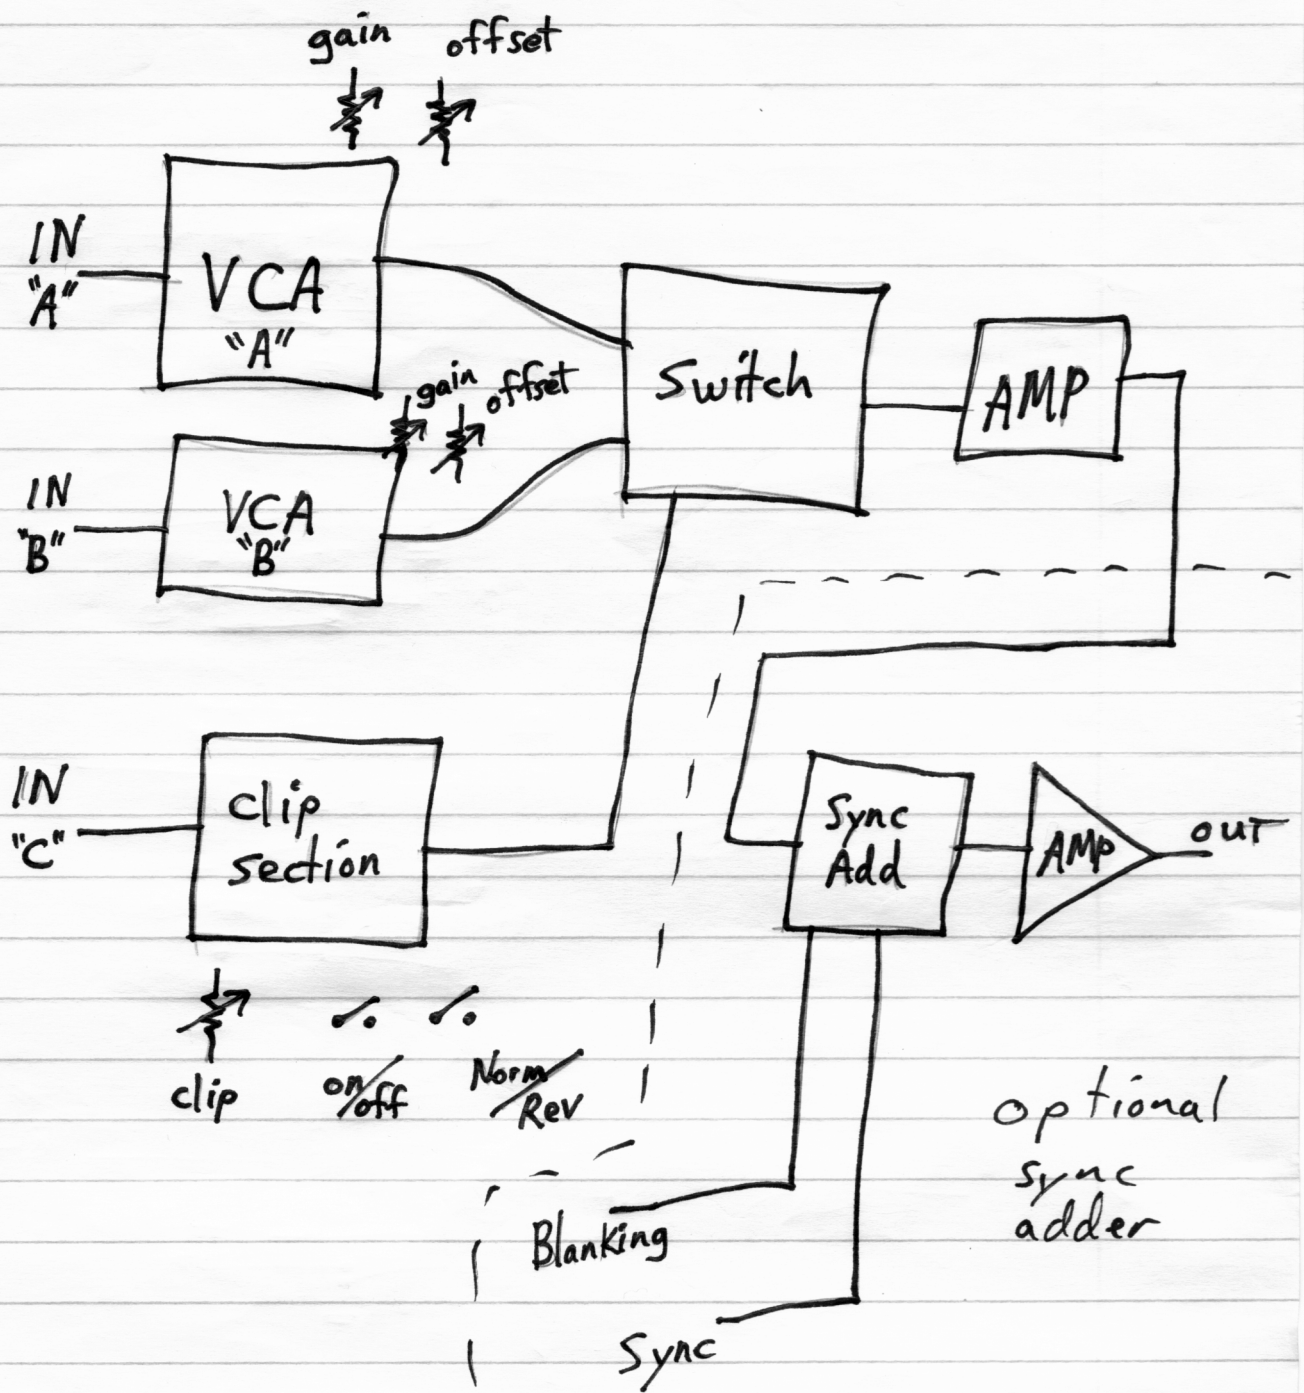 gain offset
IN
"A"
VCA
"A"
gain offset
Switch
AMP
IN
"B"
VCA
"B"
IN
"C"
Clip
section
Sync
Add
AMP
OUT
clip
on/off
Norm/Rev
optional
sync
adder
Blanking
Sync